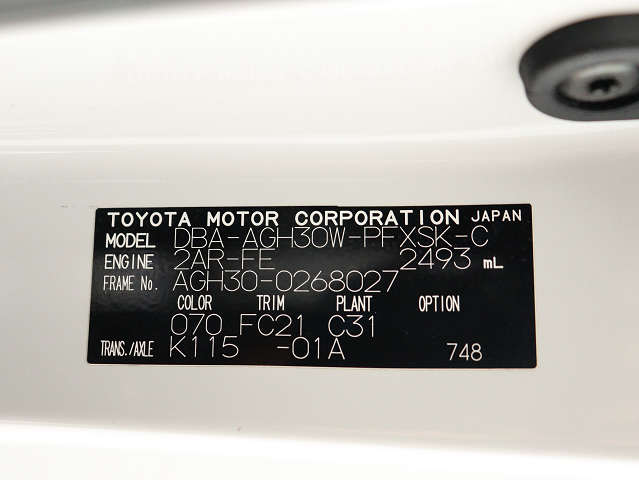 TOYOTA MOTOR CORPORATION JAPAN
MODEL DBA-AGH30W-PFXSK-C
ENGINE 2AR-FE 2493 mL
FRAME No. AGH30-0268027
COLOR TRIM PLANT OPTION
070 FC21 C31
TRANS./AXLE K115 -01A 748